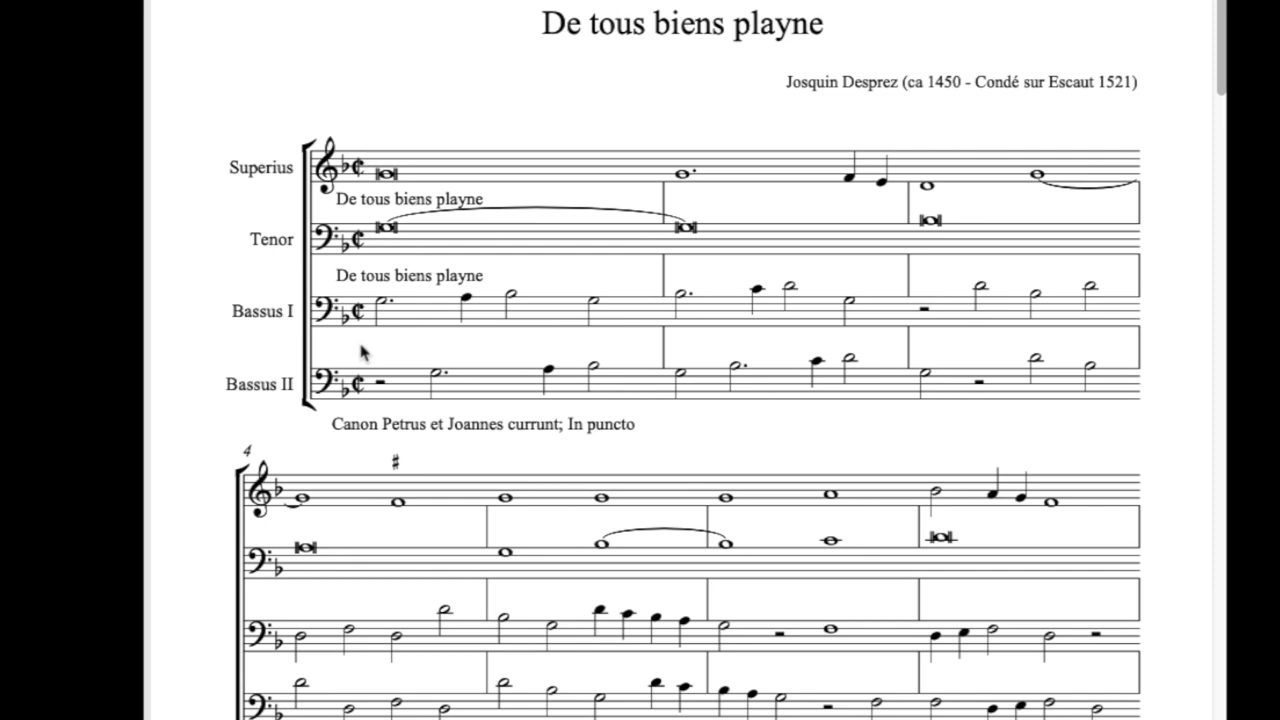 De tous biens playne
Josquin Desprez (ca 1450 - Condé sur Escaut 1521)
Superius
De tous biens playne
Tenor
De tous biens playne
Bassus I
Bassus II
Canon Petrus et Joannes currunt; In puncto
4